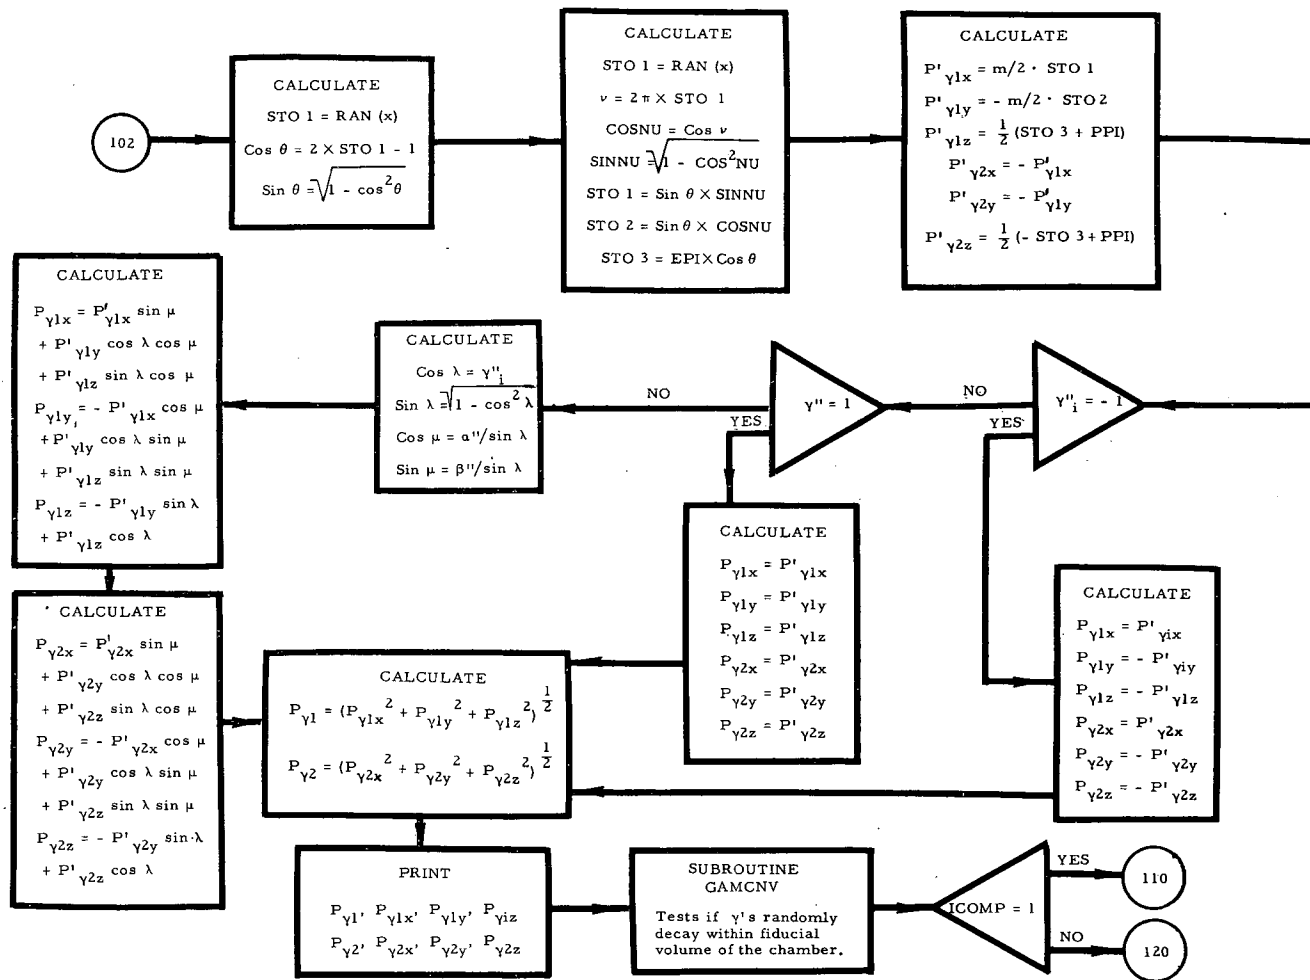 102
CALCULATE
STO 1 = RAN (x)
Cos θ = 2 X STO 1 - 1
Sin θ = √1 - cos²θ
CALCULATE
STO 1 = RAN (x)
ν = 2π X STO 1
COSNU = Cos ν
SINNU = √1 - COS²NU
STO 1 = Sin θ X SINNU
STO 2 = Sin θ X COSNU
STO 3 = EPI X Cos θ
CALCULATE
P'γ1x = m/2 · STO 1
P'γ1y = - m/2 · STO 2
P'γ1z = 1/2 (STO 3 + PPI)
P'γ2x = - P'γ1x
P'γ2y = - P'γ1y
P'γ2z = 1/2 (- STO 3 + PPI)
γ"i = - 1
NO
YES
γ" = 1
NO
YES
CALCULATE
Cos λ = γ"i
Sin λ = √1 - cos² λ
Cos μ = α"/sin λ
Sin μ = β"/sin λ
CALCULATE
Pγ1x = P'γ1x sin μ
+ P'γ1y cos λ cos μ
+ P'γ1z sin λ cos μ
Pγ1y = - P'γ1x cos μ
+ P'γ1y cos λ sin μ
+ P'γ1z sin λ sin μ
Pγ1z = - P'γ1y sin λ
+ P'γ1z cos λ
CALCULATE
Pγ2x = P'γ2x sin μ
+ P'γ2y cos λ cos μ
+ P'γ2z sin λ cos μ
Pγ2y = - P'γ2x cos μ
+ P'γ2y cos λ sin μ
+ P'γ2z sin λ sin μ
Pγ2z = - P'γ2y sin·λ
+ P'γ2z cos λ
CALCULATE
Pγ1x = P'γ1x
Pγ1y = P'γ1y
Pγ1z = P'γ1z
Pγ2x = P'γ2x
Pγ2y = P'γ2y
Pγ2z = P'γ2z
CALCULATE
Pγ1x = P'γix
Pγ1y = - P'γiy
Pγ1z = - P'γ1z
Pγ2x = P'γ2x
Pγ2y = - P'γ2y
Pγ2z = - P'γ2z
CALCULATE
Pγ1 = (Pγ1x² + Pγ1y² + Pγ1z²)^1/2
Pγ2 = (Pγ2x² + Pγ2y² + Pγ2z²)^1/2
PRINT
Pγ1, Pγ1x, Pγ1y, Pγiz
Pγ2, Pγ2x, Pγ2y, Pγ2z
SUBROUTINE
GAMCNV
Tests if γ's randomly
decay within fiducial
volume of the chamber.
ICOMP = 1
YES
110
NO
120